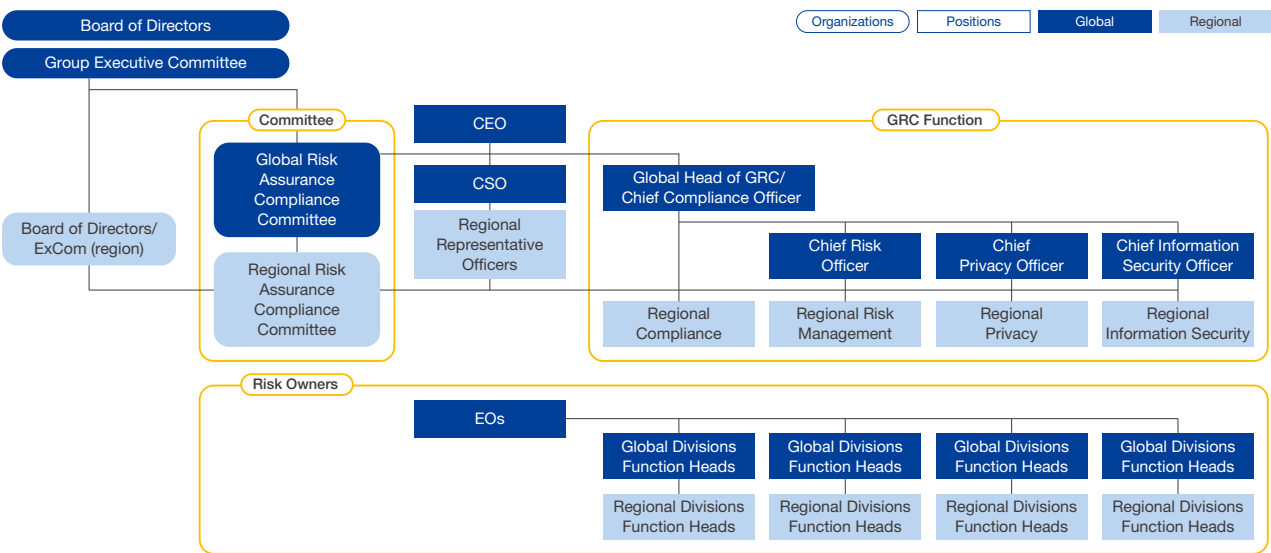 Board of Directors
Group Executive Committee
Organizations
Positions
Global
Regional
Committee
GRC Function
CEO
Global Risk
Assurance
Compliance
Committee
CSO
Global Head of GRC/
Chief Compliance Officer
Board of Directors/
ExCom (region)
Regional
Representative
Officers
Chief Risk
Officer
Chief
Privacy Officer
Chief Information
Security Officer
Regional Risk
Assurance
Compliance
Committee
Regional
Compliance
Regional Risk
Management
Regional
Privacy
Regional
Information Security
Risk Owners
EOs
Global Divisions
Function Heads
Global Divisions
Function Heads
Global Divisions
Function Heads
Global Divisions
Function Heads
Regional Divisions
Function Heads
Regional Divisions
Function Heads
Regional Divisions
Function Heads
Regional Divisions
Function Heads